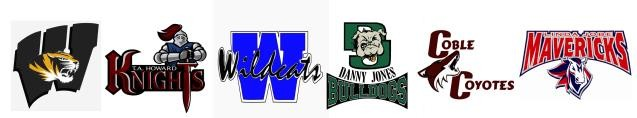 W
T.A. HOWARD
KNIGHTS
W
Wildcats
D
DANNY JONES
BULLDOGS
COBLE
COYOTES
LINDA JOBE
MAVERICKS